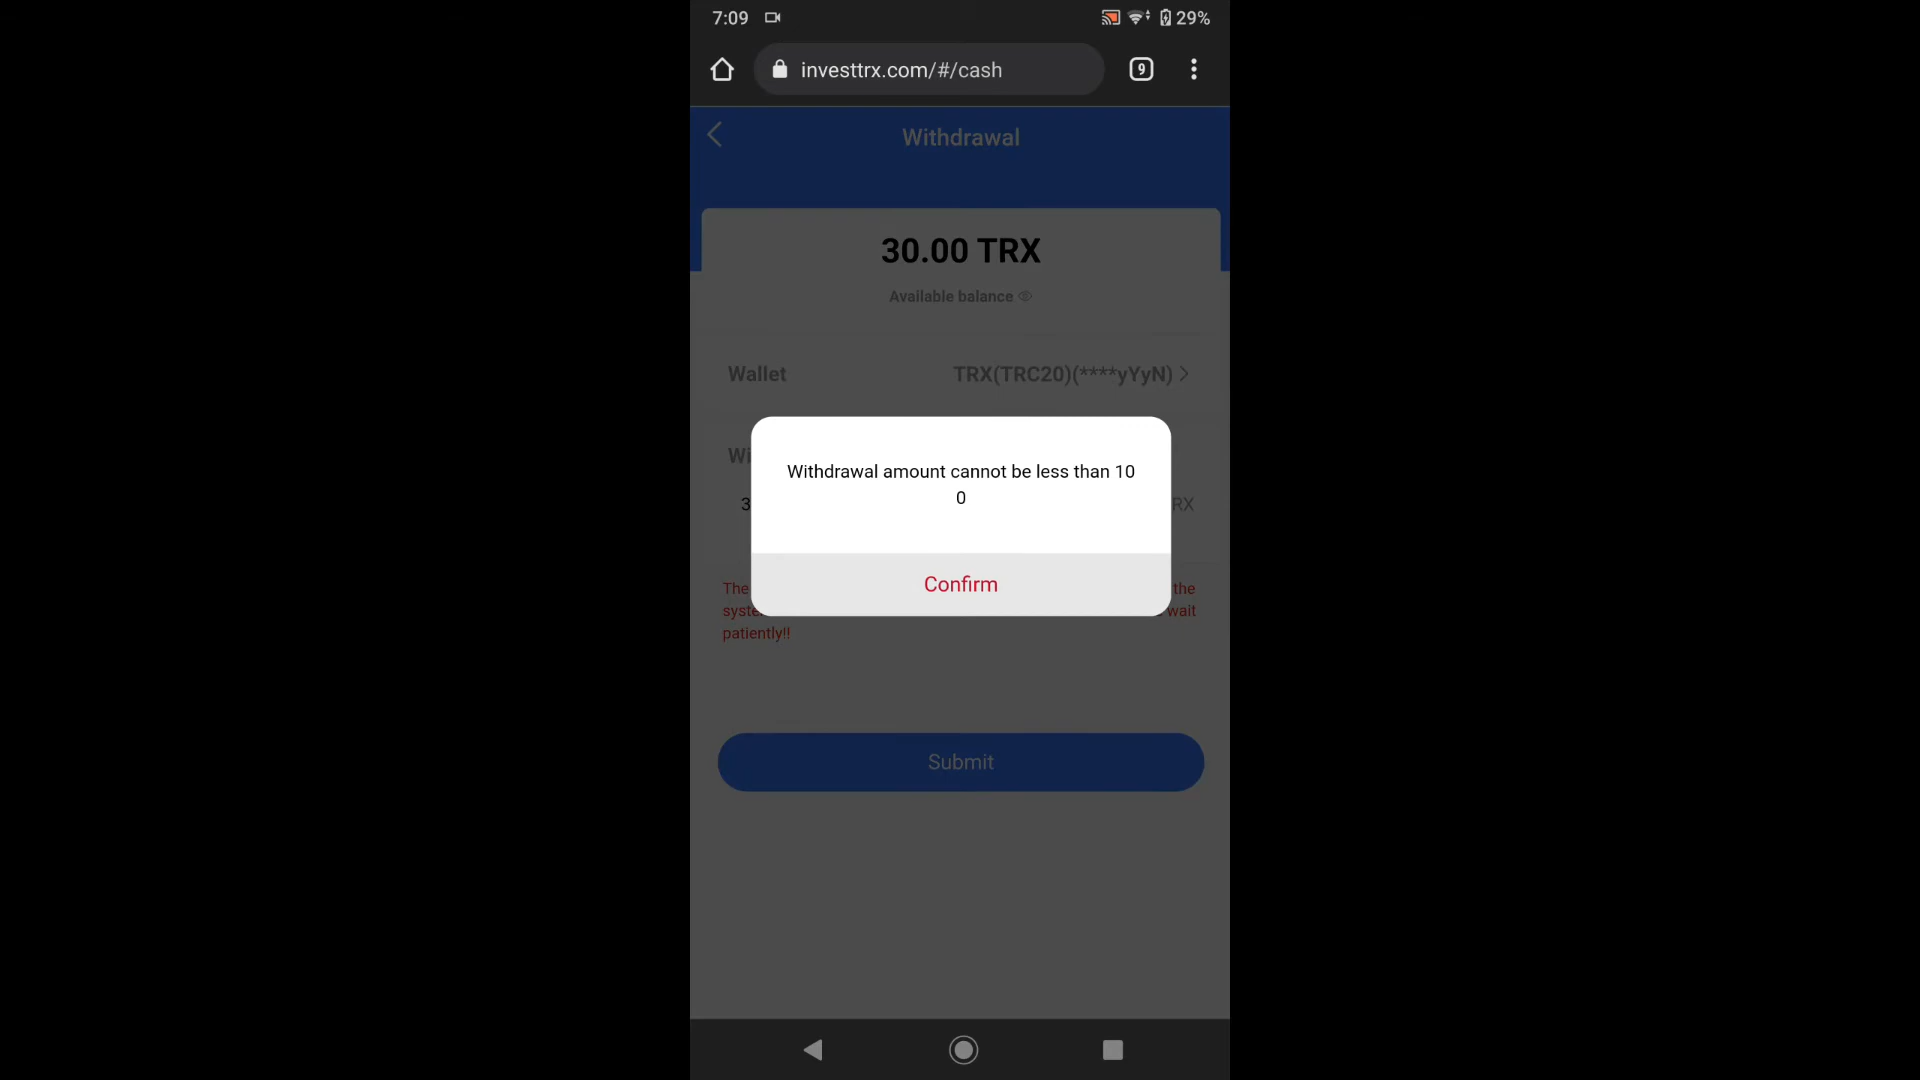 7:09 29%
investtrx.com/#/cash 9
Withdrawal
30.00 TRX
Available balance
Wallet TRX(TRC20)(****yYyN)
Withdrawal amount cannot be less than 10
0
Confirm
The the
wait
patiently!!
Submit